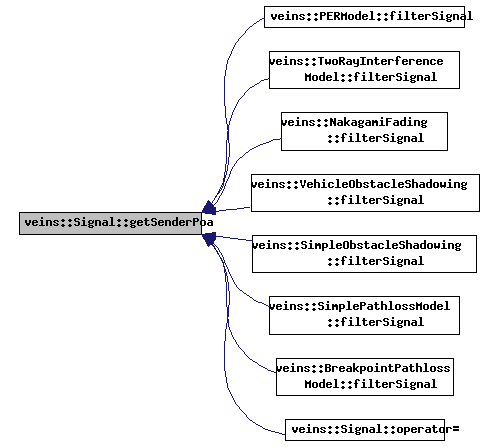 veins::PERModel::filterSignal
veins::TwoRayInterference
Model::filterSignal
veins::NakagamiFading
::filterSignal
veins::VehicleObstacleShadowing
::filterSignal
veins::Signal::getSenderPoa
veins::SimpleObstacleShadowing
::filterSignal
veins::SimplePathlossModel
::filterSignal
veins::BreakpointPathloss
Model::filterSignal
veins::Signal::operator=